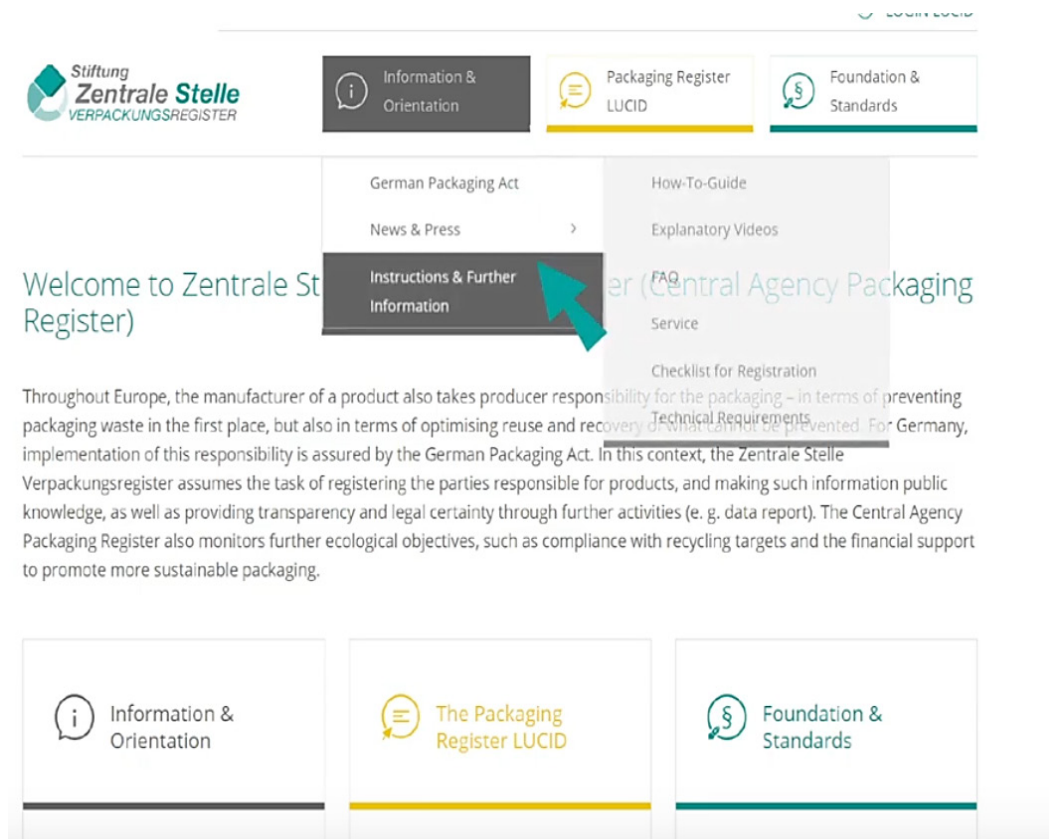 LOGIN LUCID
Stiftung
Zentrale Stelle
VERPACKUNGSREGISTER
Information &
Orientation
Packaging Register
LUCID
Foundation &
Standards
German Packaging Act
News & Press
Instructions & Further
Information
How-To-Guide
Explanatory Videos
FAQ
Service
Checklist for Registration
Technical Requirements
Welcome to Zentrale St er (Central Agency Packaging
Register)
Throughout Europe, the manufacturer of a product also takes producer responsibility for the packaging – in terms of preventing
packaging waste in the first place, but also in terms of optimising reuse and recovery of what cannot be prevented. For Germany,
implementation of this responsibility is assured by the German Packaging Act. In this context, the Zentrale Stelle
Verpackungsregister assumes the task of registering the parties responsible for products, and making such information public
knowledge, as well as providing transparency and legal certainty through further activities (e. g. data report). The Central Agency
Packaging Register also monitors further ecological objectives, such as compliance with recycling targets and the financial support
to promote more sustainable packaging.
Information &
Orientation
The Packaging
Register LUCID
Foundation &
Standards